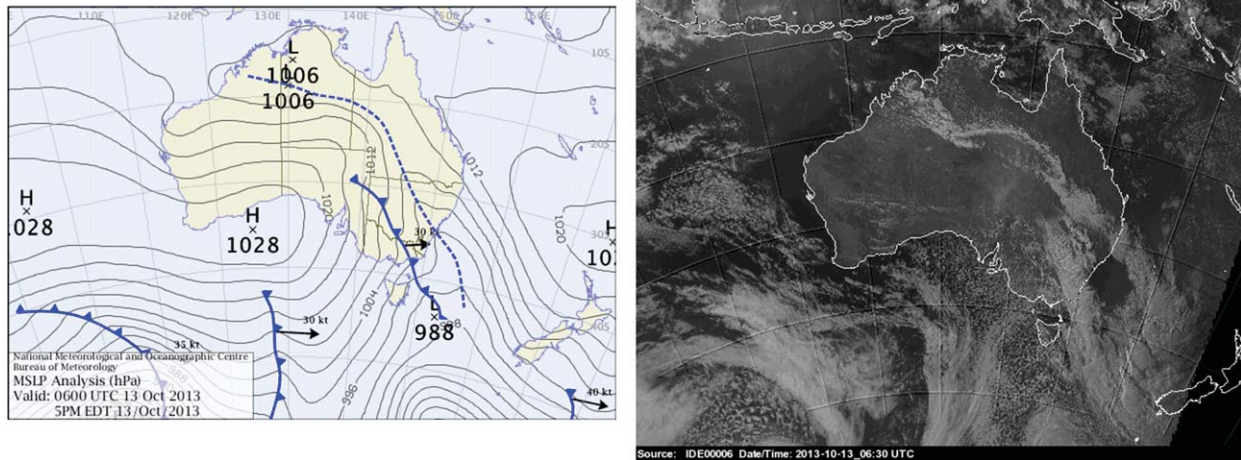 110E 120E 130E 140E 150E 160E
10S
L
1006
1006
20S
1012
1012
H
1028
H
1028
1020
1020
30S
H
30
1004
L
988
40S
30 kt
35 kt
996
40 kt
National Meteorological and Oceanographic Centre
Bureau of Meteorology
MSLP Analysis (hPa)
Valid: 0600 UTC 13 Oct 2013
5PM EDT 13/Oct/2013
Source: IDE00006 Date/Time: 2013-10-13_06:30 UTC